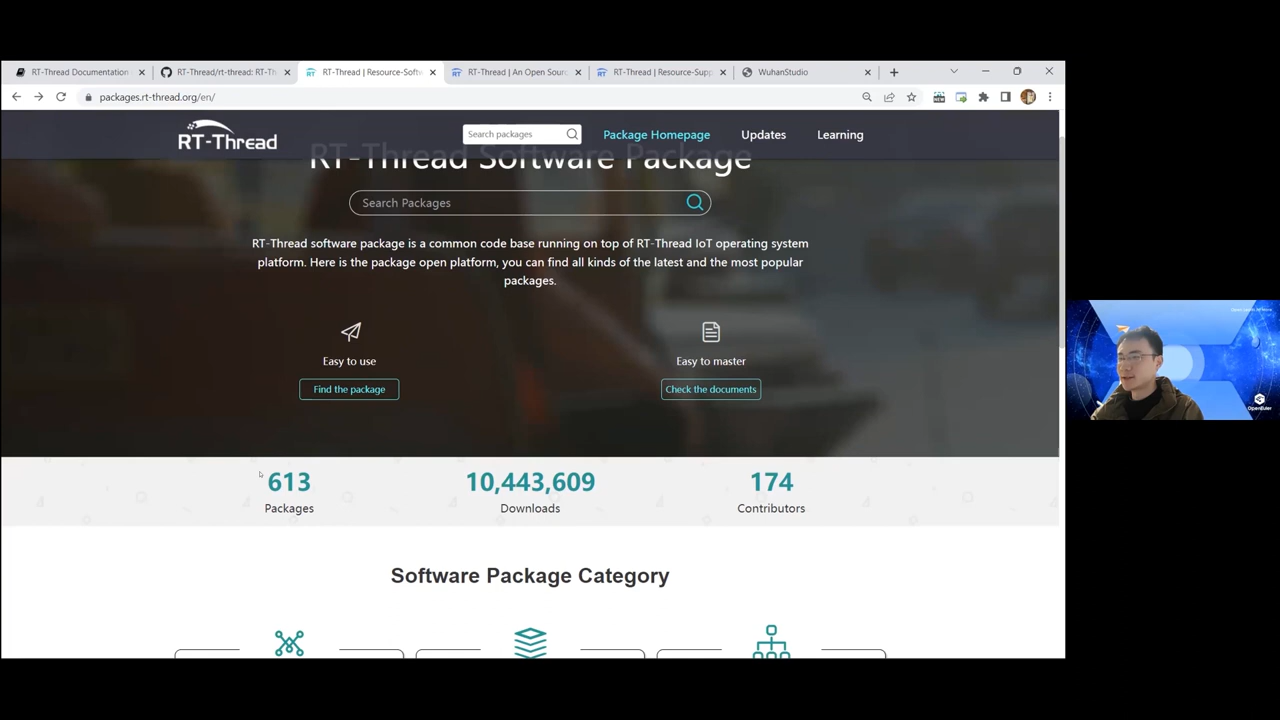 RT-Thread Documentation
RT-Thread/rt-thread: RT-Th
RT-Thread | Resource-Softw
RT-Thread | An Open Sourc
RT-Thread | Resource-Supp
WuhanStudio
packages.rt-thread.org/en/
RT-Thread
Search packages
Package Homepage
Updates
Learning
RT-Thread Software Package
Search Packages
RT-Thread software package is a common code base running on top of RT-Thread IoT operating system
platform. Here is the package open platform, you can find all kinds of the latest and the most popular
packages.
Easy to use
Easy to master
Find the package
Check the documents
613
10,443,609
174
Packages
Downloads
Contributors
Software Package Category
OpenEuler